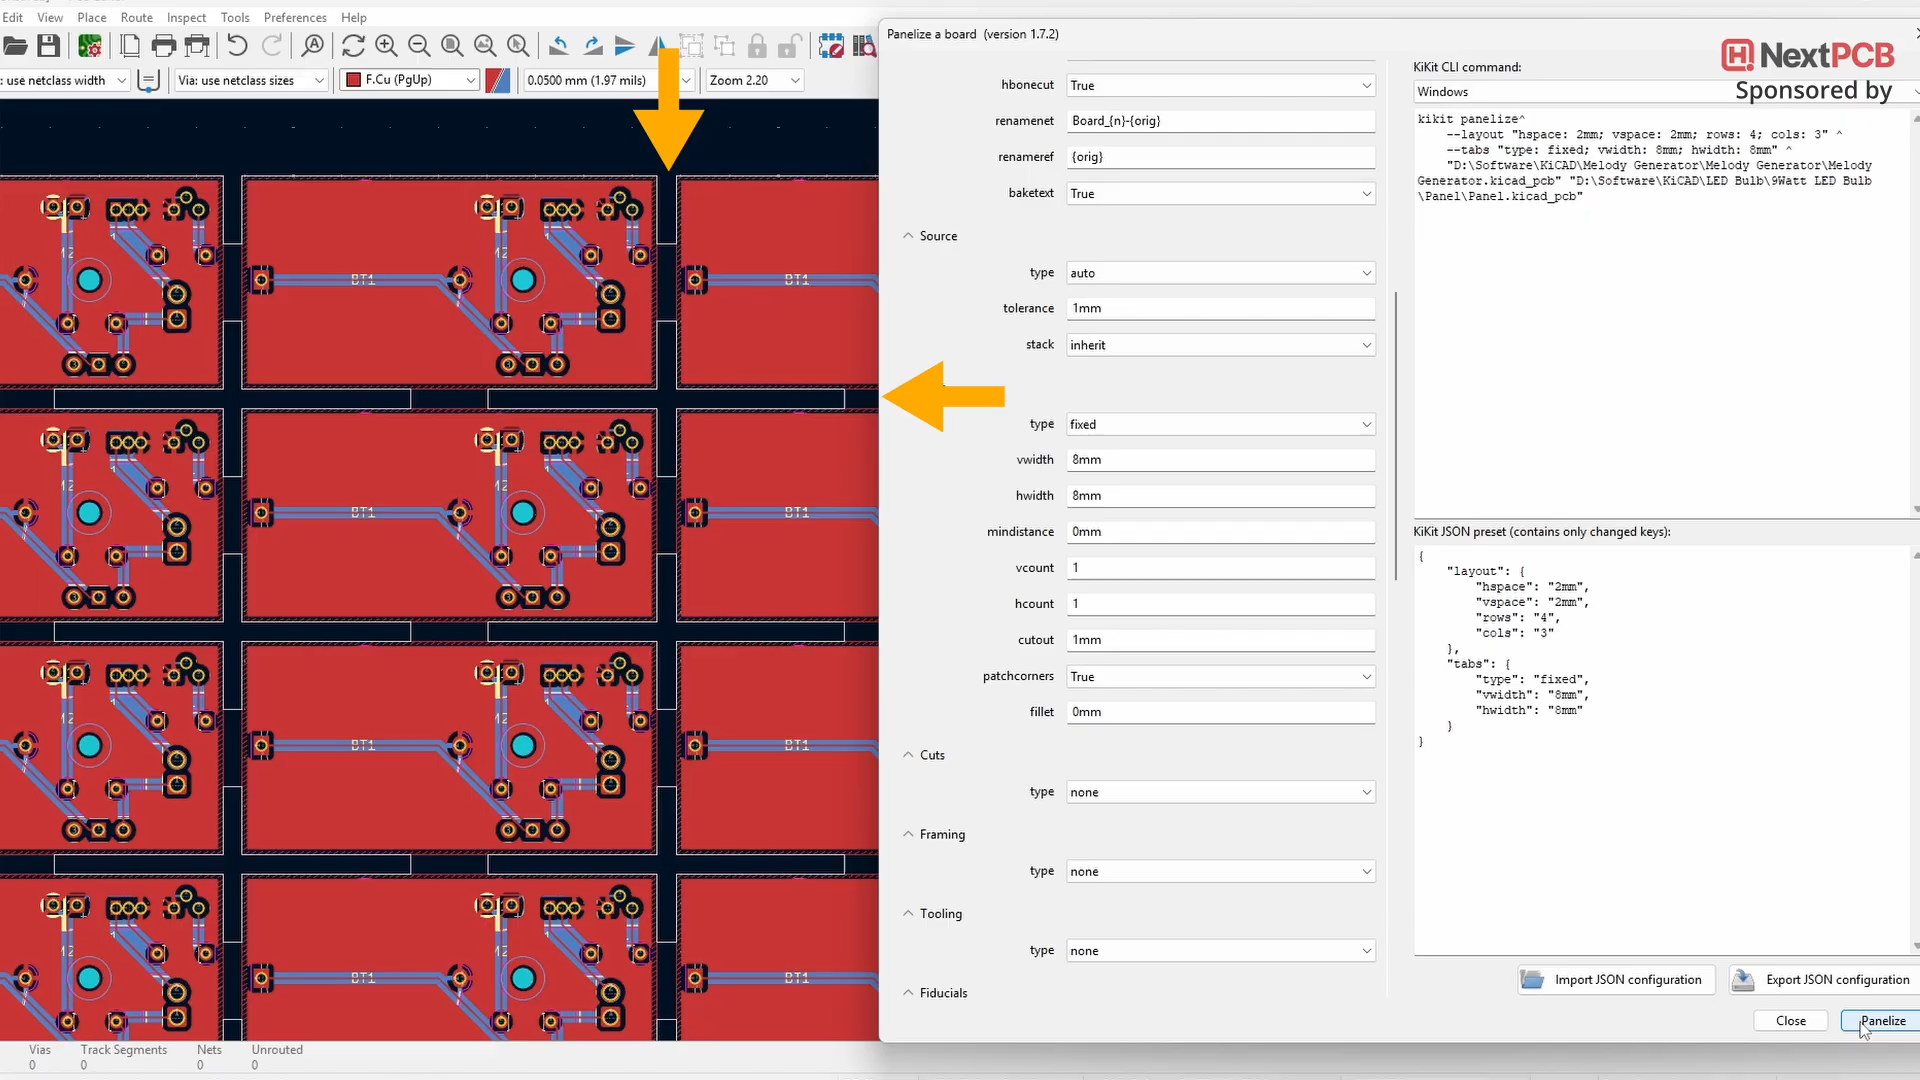 Edit View Place Route Inspect Tools Preferences Help
: use netclass width
Via: use netclass sizes
F.Cu (PgUp)
0.0500 mm (1.97 mils)
Zoom 2.20
BT1 BT1
BT1 BT1
BT1 BT1
BT1 BT1
Vias Track Segments Nets Unrouted
0 0 0 0
Panelize a board (version 1.7.2)
hbonecut True
renamenet Board_{n}-{orig}
renameref {orig}
baketext True
Source
type auto
tolerance 1mm
stack inherit
type fixed
vwidth 8mm
hwidth 8mm
mindistance 0mm
vcount 1
hcount 1
cutout 1mm
patchcorners True
fillet 0mm
Cuts
type none
Framing
type none
Tooling
type none
Fiducials
NextPCB
Sponsored by
KiKit CLI command:
Windows
kikit panelize^
--layout "hspace: 2mm; vspace: 2mm; rows: 4; cols: 3" ^
--tabs "type: fixed; vwidth: 8mm; hwidth: 8mm" ^
"D:\Software\KiCAD\Melody Generator\Melody Generator\Melody
Generator.kicad_pcb" "D:\Software\KiCAD\LED Bulb\9Watt LED Bulb
\Panel\Panel.kicad_pcb"
KiKit JSON preset (contains only changed keys):
{
"layout": {
"hspace": "2mm",
"vspace": "2mm",
"rows": "4",
"cols": "3"
},
"tabs": {
"type": "fixed",
"vwidth": "8mm",
"hwidth": "8mm"
}
}
Import JSON configuration
Export JSON configuration
Close
Panelize